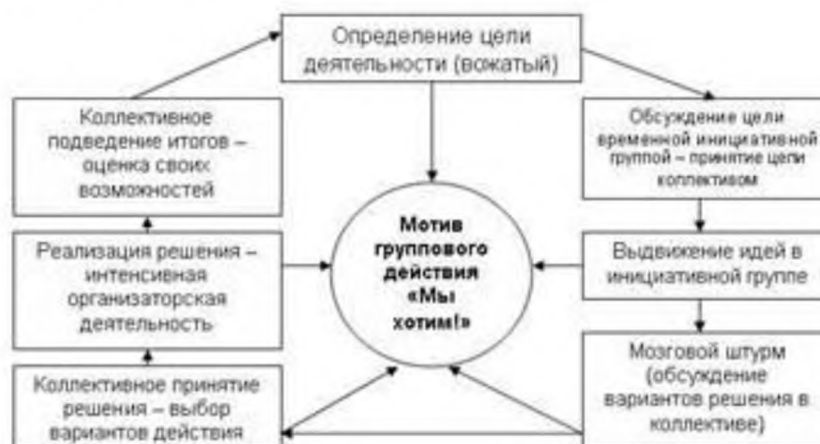 Определение цели
деятельности (вожатый)
Коллективное
подведение итогов –
оценка своих
возможностей
Обсуждение цели
временной инициативной
группой – принятие цели
коллективом
Мотив
группового
действия
«Мы
хотим!»
Реализация решения –
интенсивная
организаторская
деятельность
Выдвижение идей в
инициативной группе
Коллективное принятие
решения – выбор
вариантов действия
Мозговой штурм
(обсуждение
вариантов решения в
коллективе)